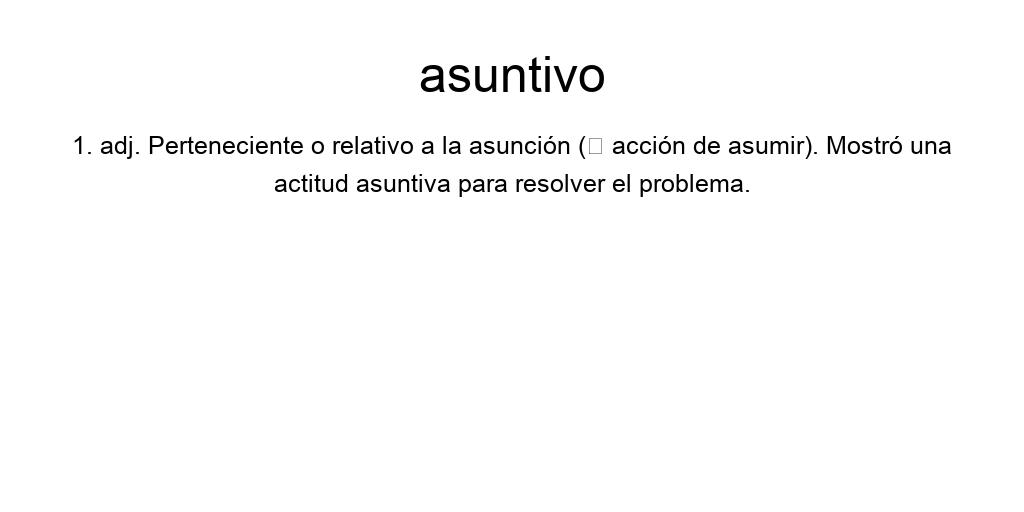 asuntivo
1. adj. Perteneciente o relativo a la asunción (□ acción de asumir). Mostró una
actitud asuntiva para resolver el problema.